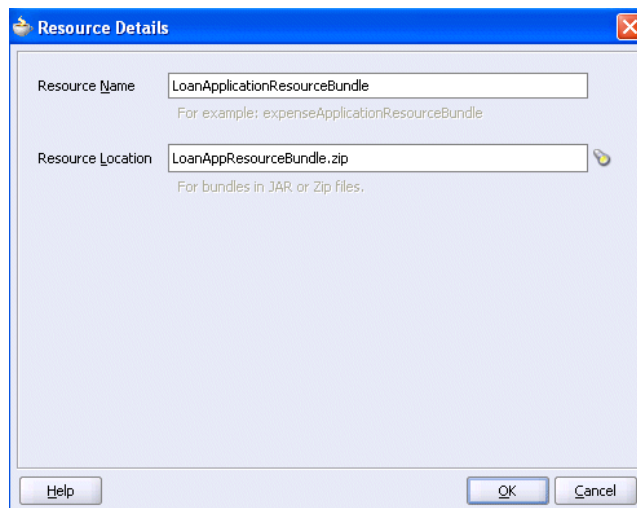 Resource Details
Resource Name
LoanApplicationResourceBundle
For example: expenseApplicationResourceBundle
Resource Location
LoanAppResourceBundle.zip
For bundles in JAR or Zip files.
Help
OK
Cancel